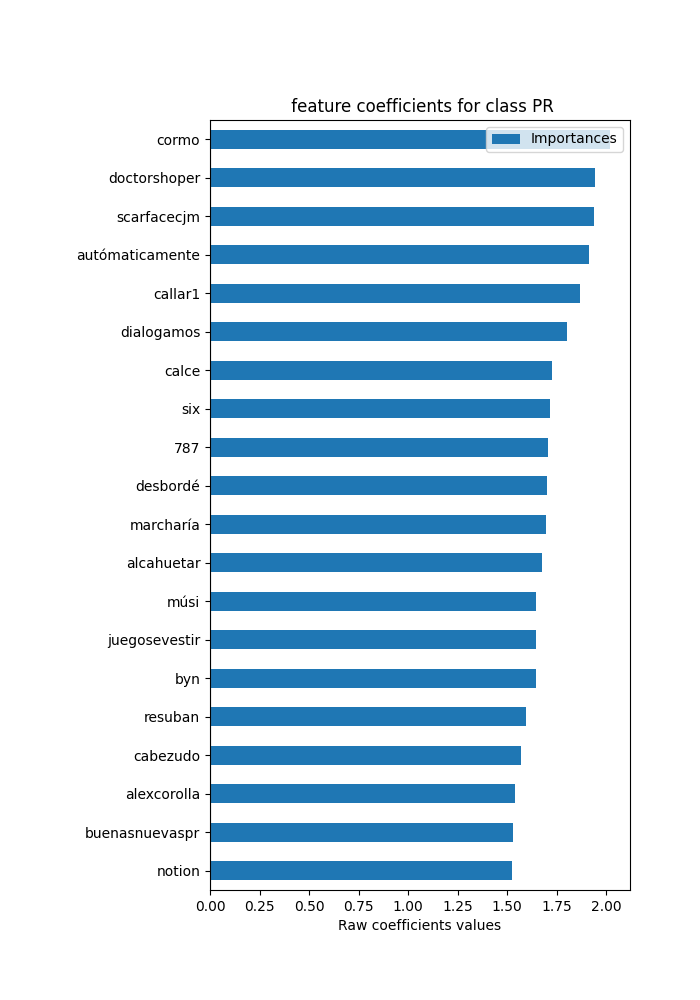 feature coefficients for class PR
Importances
cormo
doctorshoper
scarfacecjm
autómaticamente
callar1
dialogamos
calce
six
787
desbordé
marcharía
alcahuetar
músi
juegosevestir
byn
resuban
cabezudo
alexcorolla
buenasnuevaspr
notion
0.00 0.25 0.50 0.75 1.00 1.25 1.50 1.75 2.00
Raw coefficients values